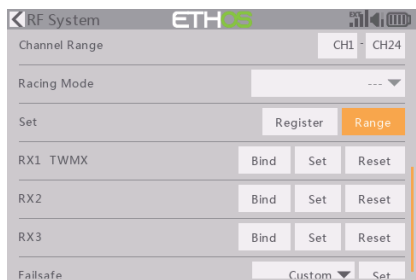 RF System ETHOS
Channel Range CH1 - CH24
Racing Mode ---
Set Register Range
RX1 TWMX Bind Set Reset
RX2 Bind Set Reset
RX3 Bind Set Reset
Failsafe Custom Set